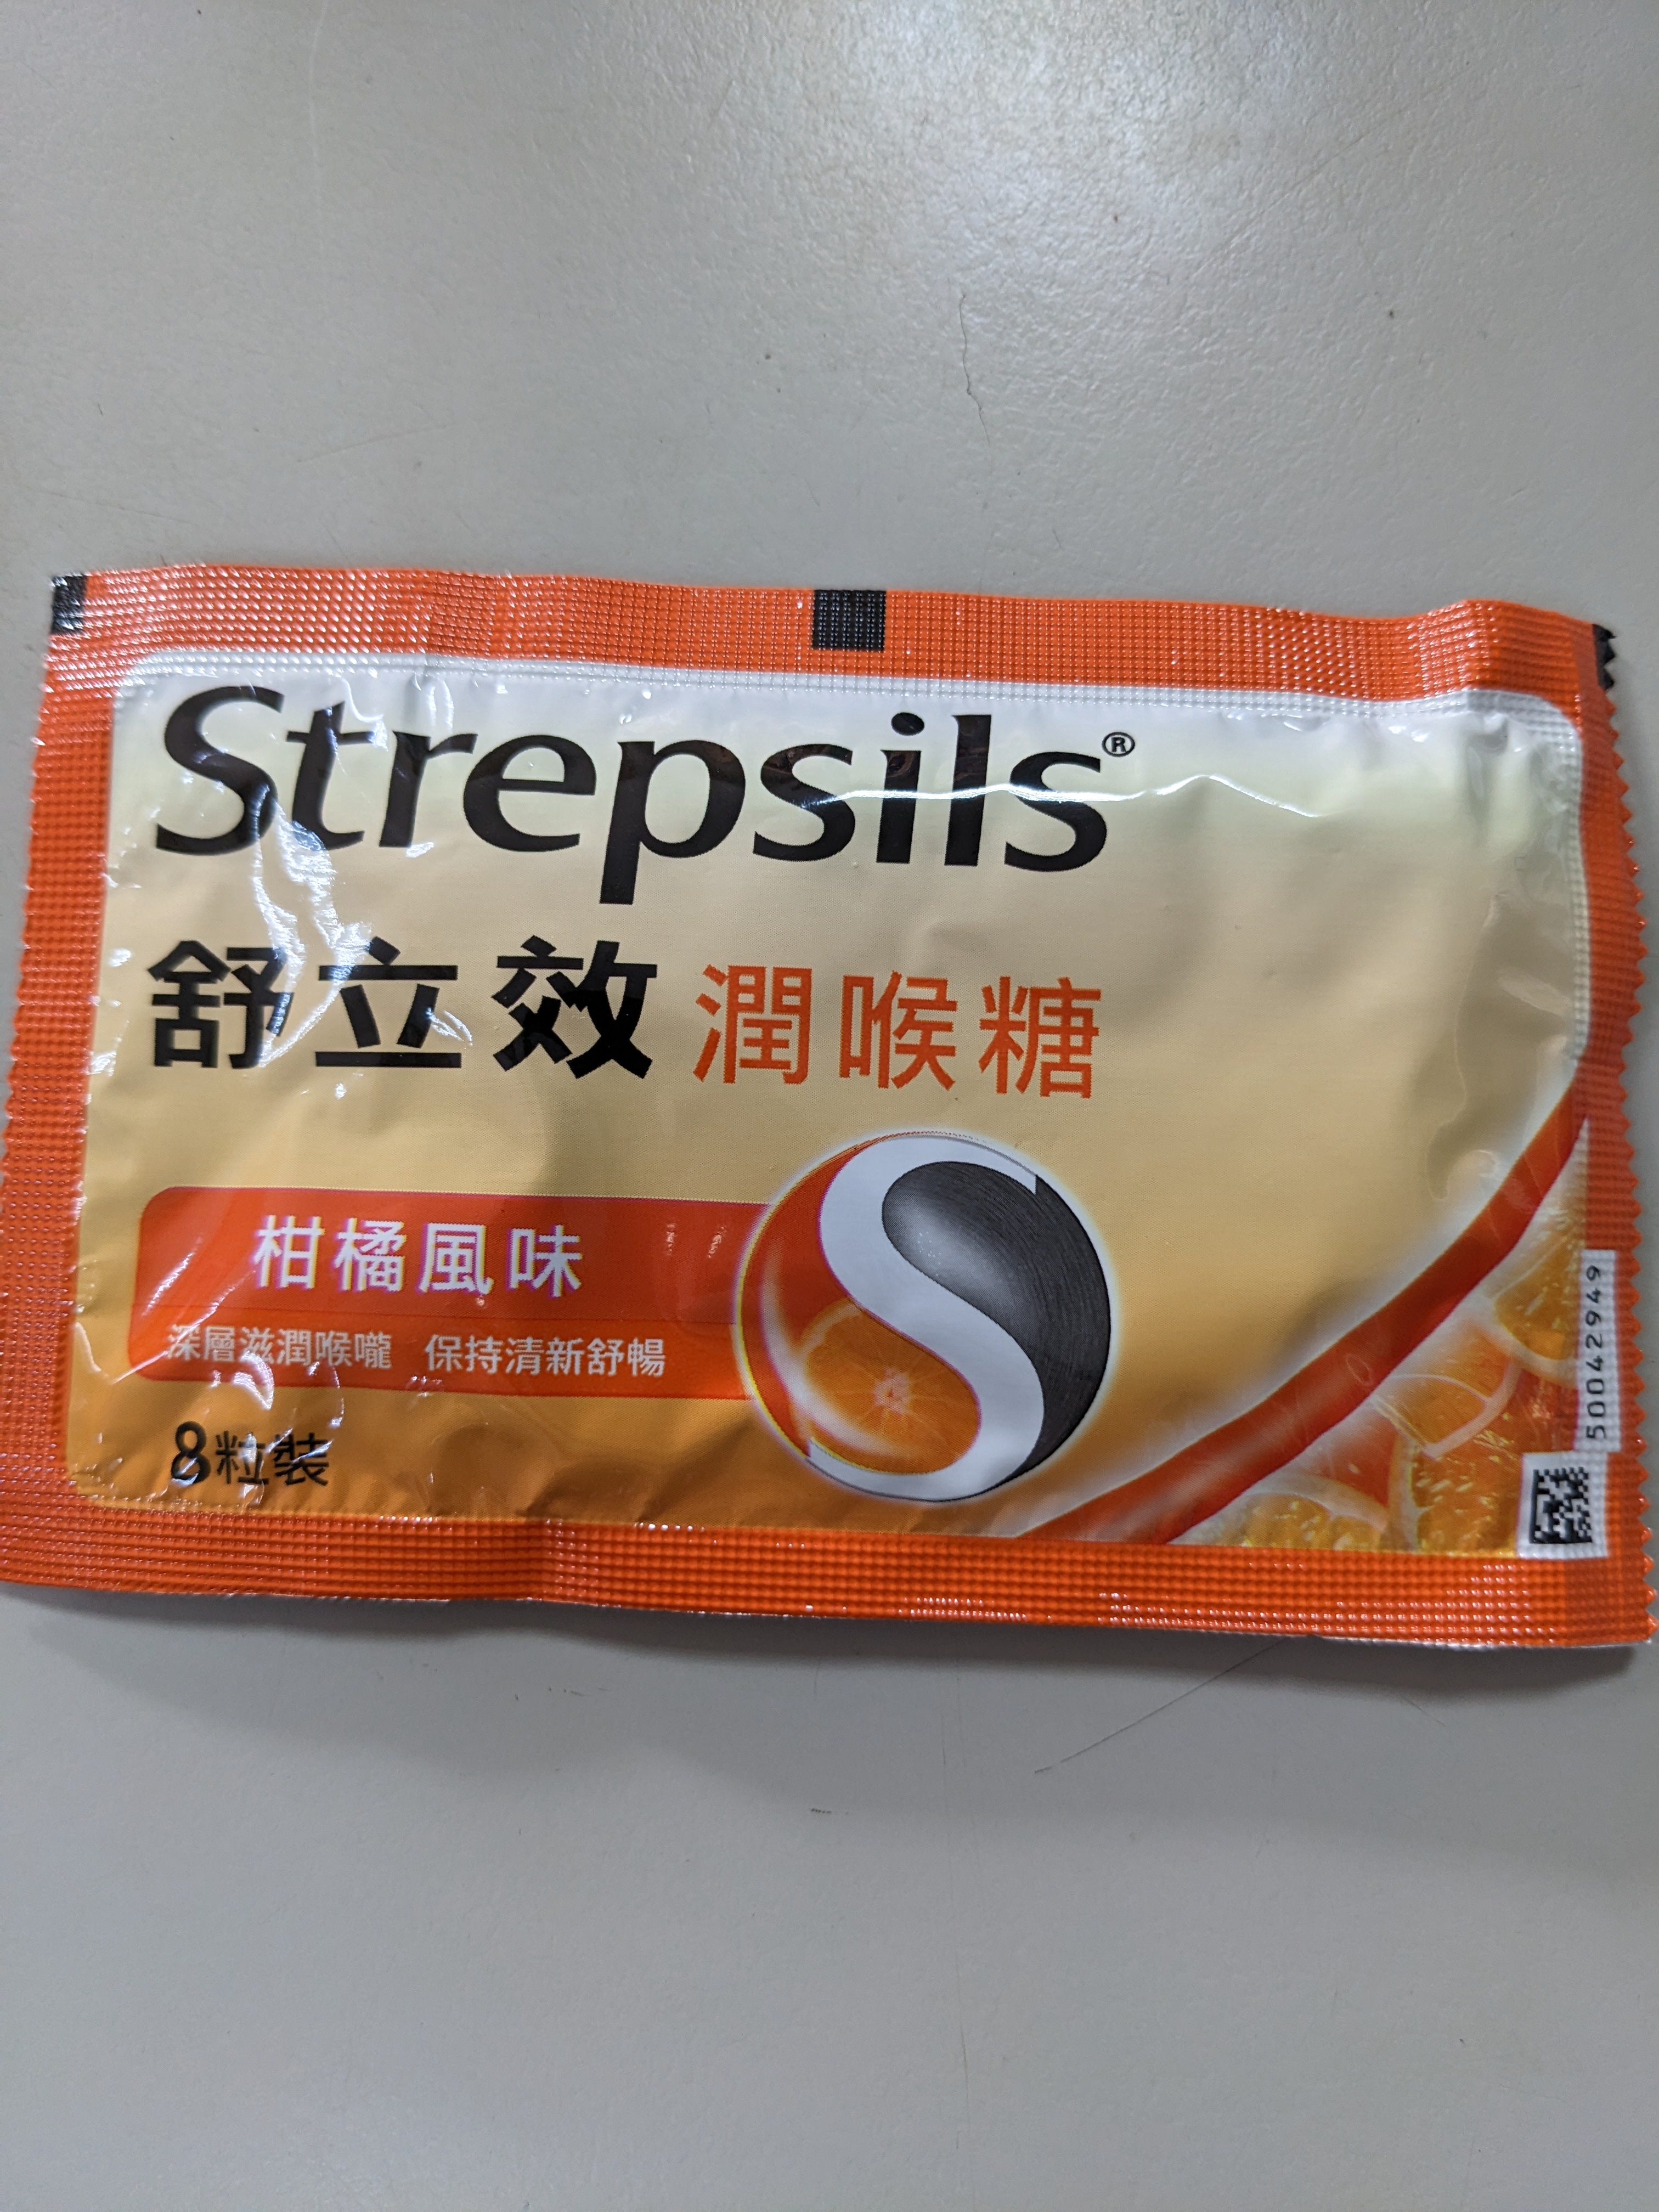 Strepsils®
舒立效 潤喉糖
柑橘風味
深層滋潤喉嚨 保持清新舒暢
8粒裝
S
50042949